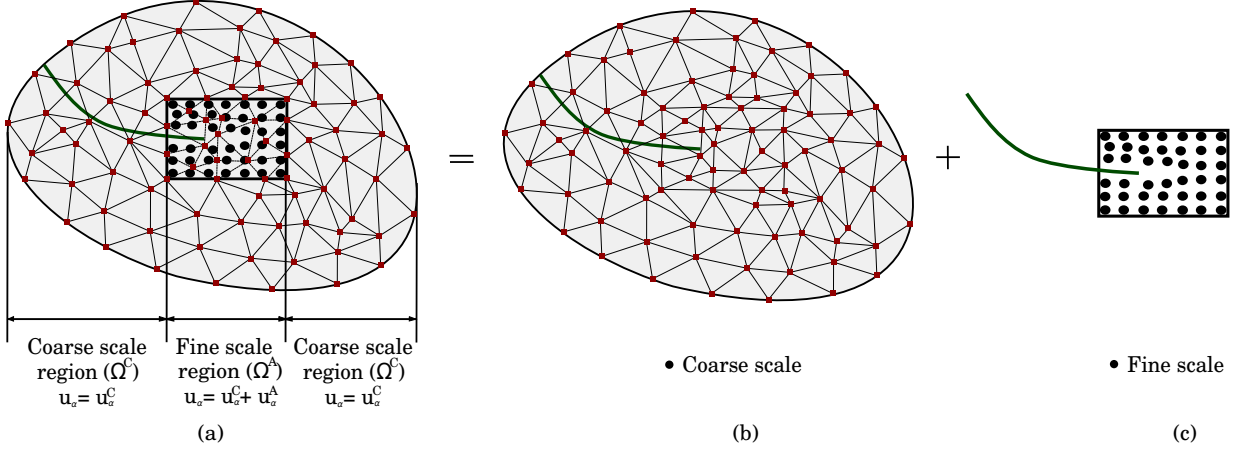 =
+
Coarse scale region (Ω^C) u_α = u_α^C
Fine scale region (Ω^A) u_α = u_α^C + u_α^A
Coarse scale region (Ω^C) u_α = u_α^C
• Coarse scale
• Fine scale
(a)
(b)
(c)